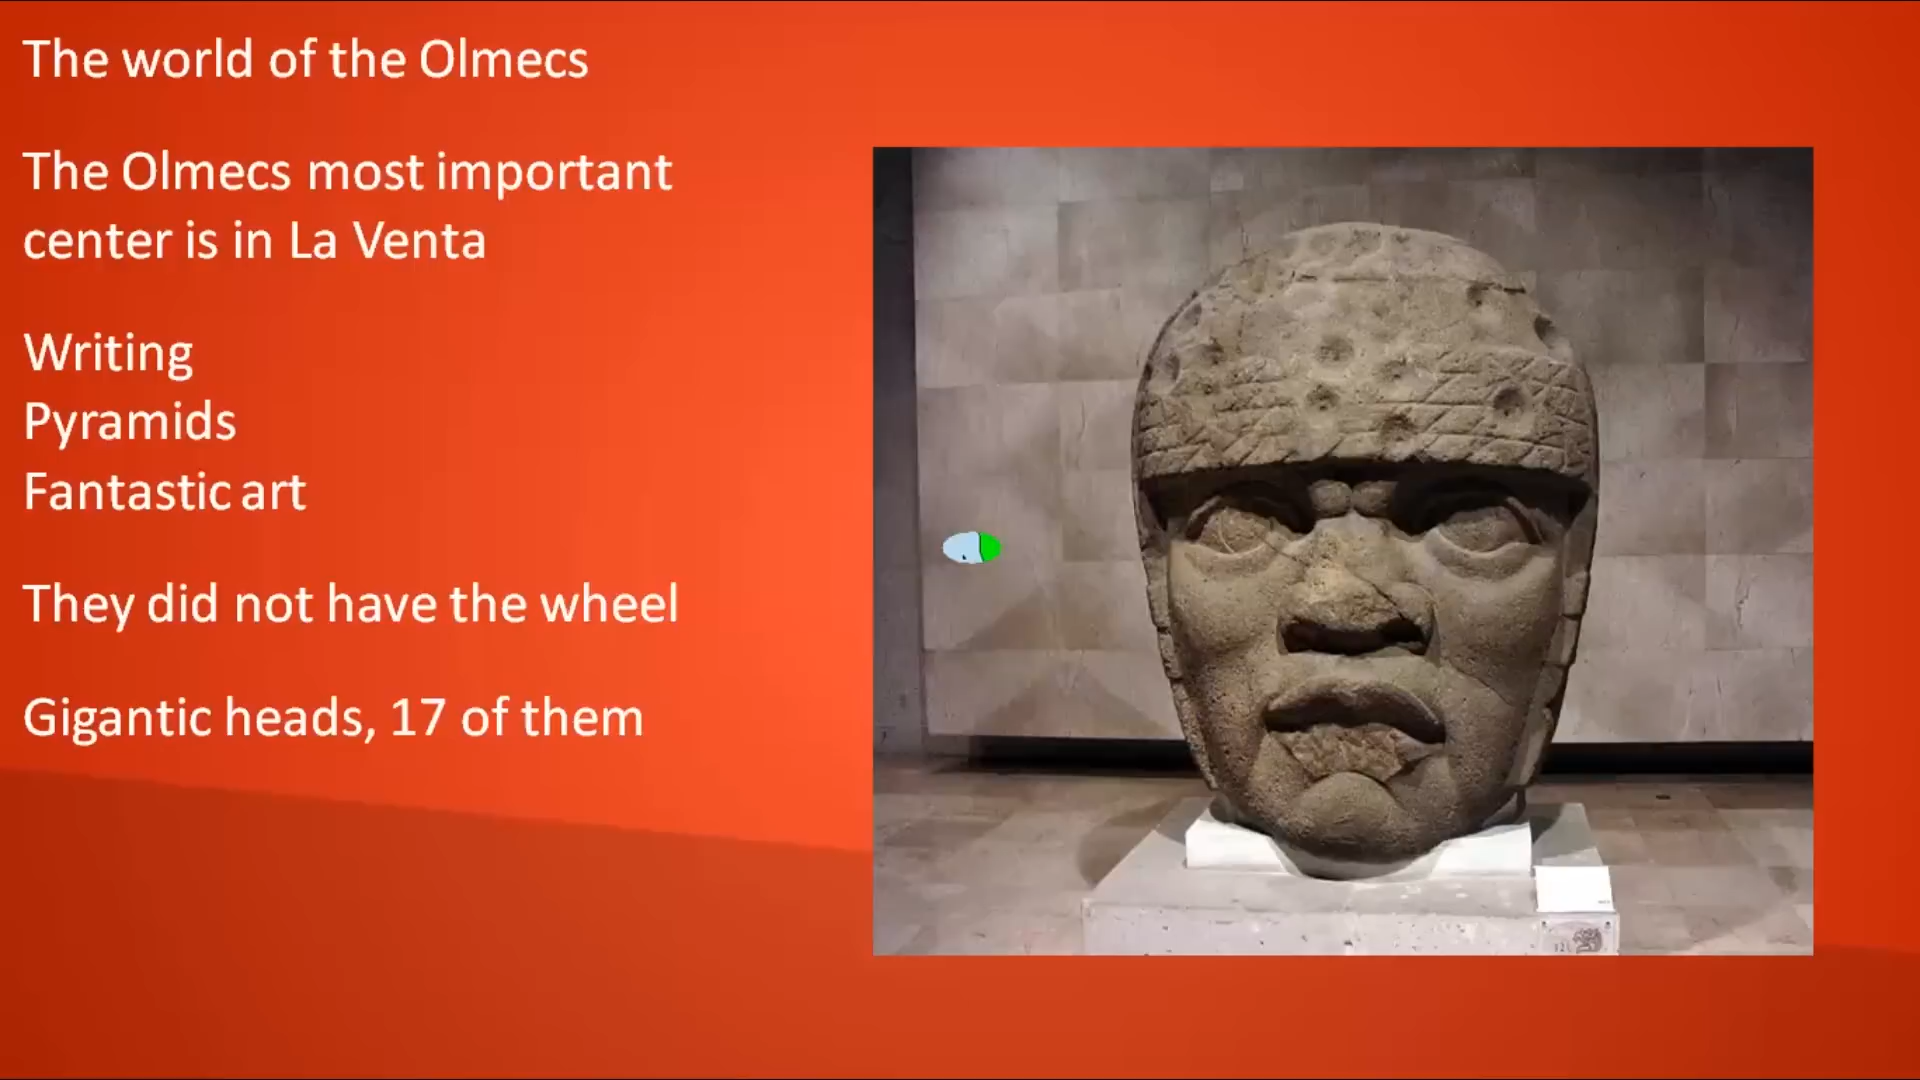 The world of the Olmecs
The Olmecs most important
center is in La Venta
Writing
Pyramids
Fantastic art
They did not have the wheel
Gigantic heads, 17 of them